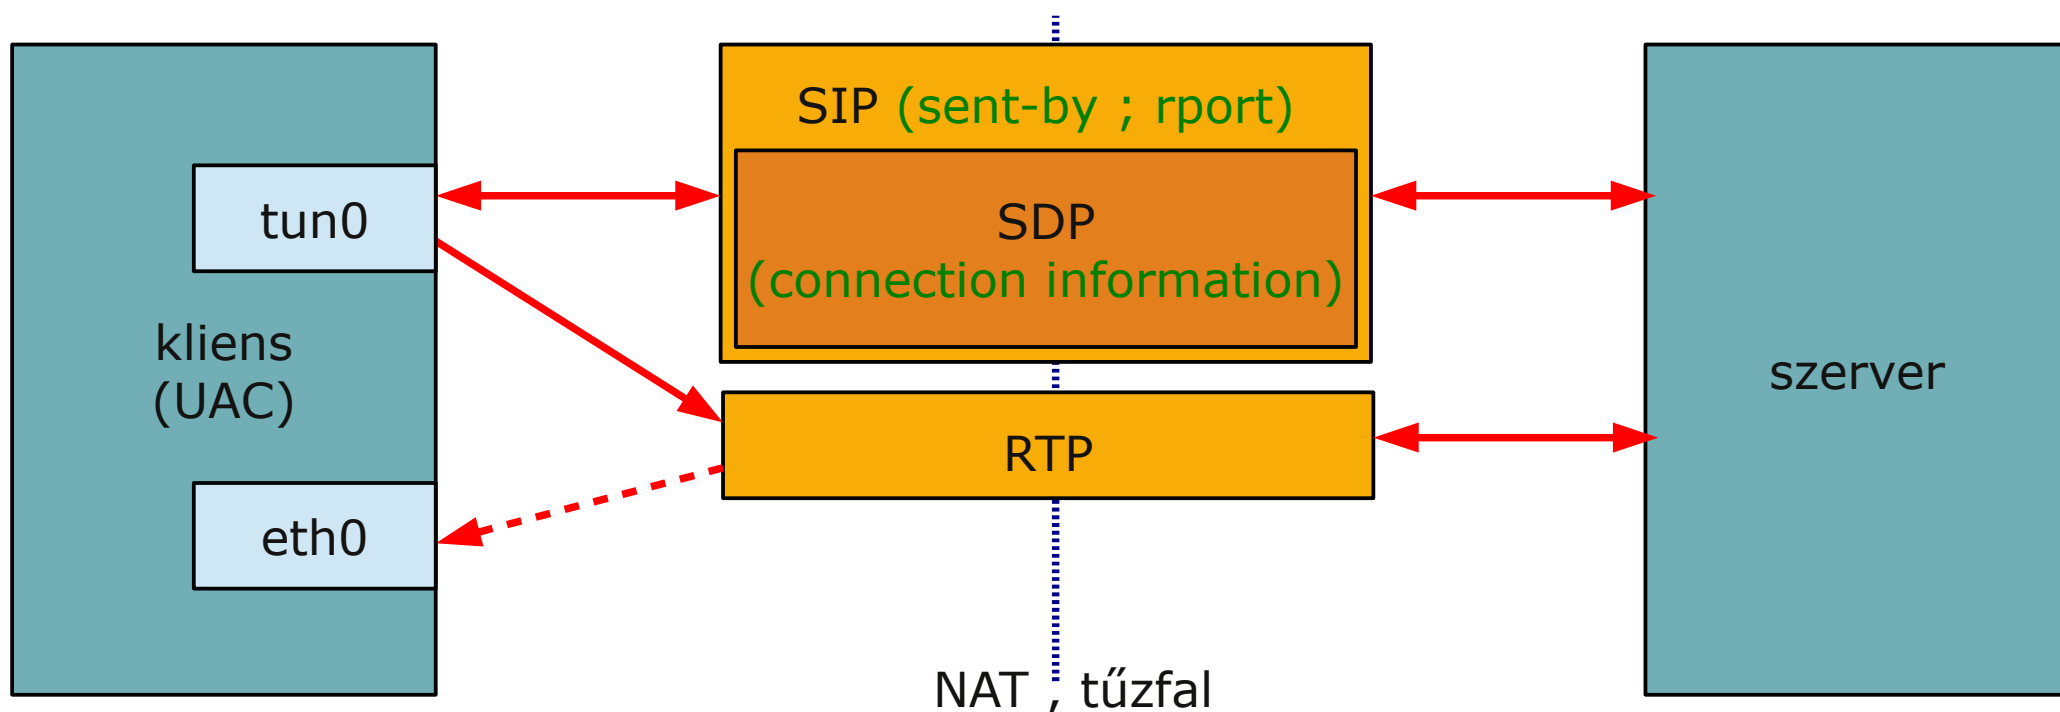 SIP (sent-by ; rport)
tun0
SDP
(connection information)
kliens
(UAC)
szerver
RTP
eth0
NAT , tűzfal